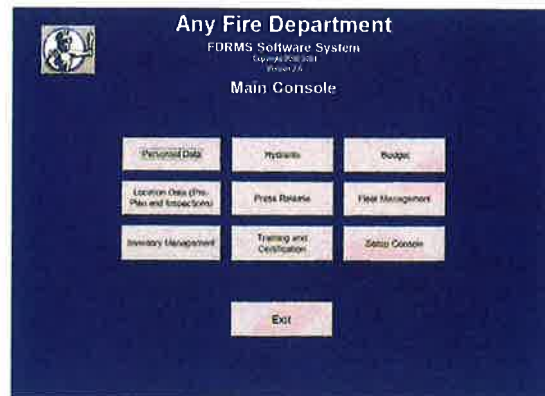 Any Fire Department
FDRMS Software System
Main Console
Personnel Data
Hydrants
Budget
Location Data (Pre-
Plan and Inspections)
Press Release
Fleet Management
Inventory Management
Training and
Certification
Setup Console
Exit